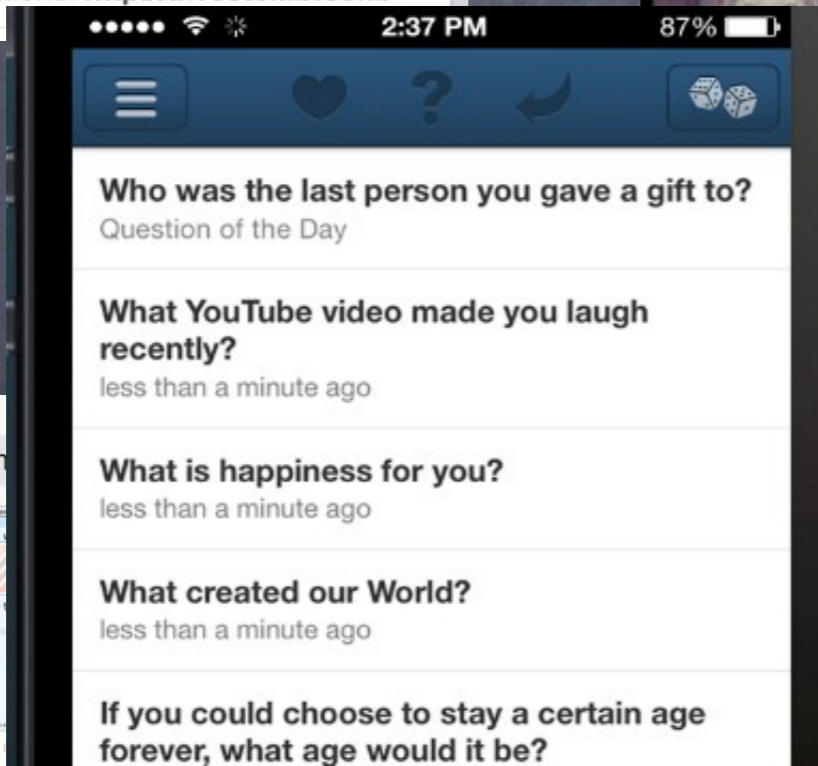 2:37 PM 87%
?
Who was the last person you gave a gift to?
Question of the Day
What YouTube video made you laugh
recently?
less than a minute ago
What is happiness for you?
less than a minute ago
What created our World?
less than a minute ago
If you could choose to stay a certain age
forever, what age would it be?